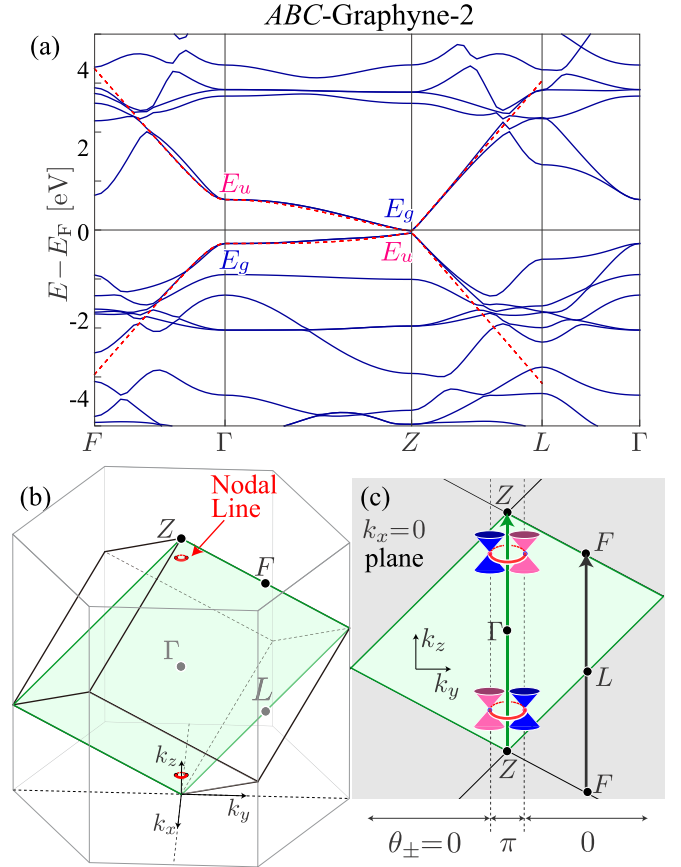 ABC-Graphyne-2
(a)
E−E_F [eV]
4
2
0
-2
-4
E_u
E_g
E_g
E_u
F Γ Z L Γ
(b)
Nodal
Line
Z
F
Γ
L
k_z
k_y
k_x
(c)
k_x=0
plane
Z
F
Γ
k_z
k_y
L
Z
F
θ_±=0 π 0